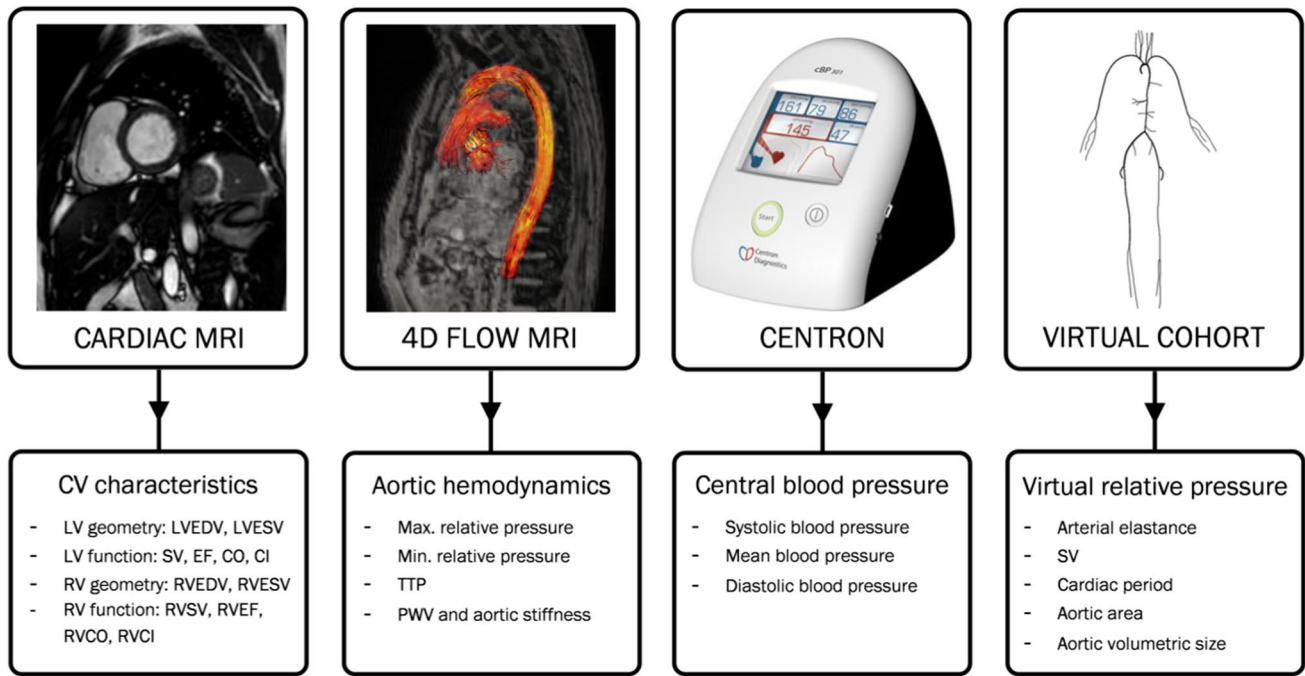 cBP 301
161 79 86
145 47
Start
Centron
Diagnostics
CARDIAC MRI
4D FLOW MRI
CENTRON
VIRTUAL COHORT
CV characteristics
- LV geometry: LVEDV, LVESV
- LV function: SV, EF, CO, CI
- RV geometry: RVEDV, RVESV
- RV function: RVSV, RVEF,
RVCO, RVCI
Aortic hemodynamics
- Max. relative pressure
- Min. relative pressure
- TTP
- PWV and aortic stiffness
Central blood pressure
- Systolic blood pressure
- Mean blood pressure
- Diastolic blood pressure
Virtual relative pressure
- Arterial elastance
- SV
- Cardiac period
- Aortic area
- Aortic volumetric size